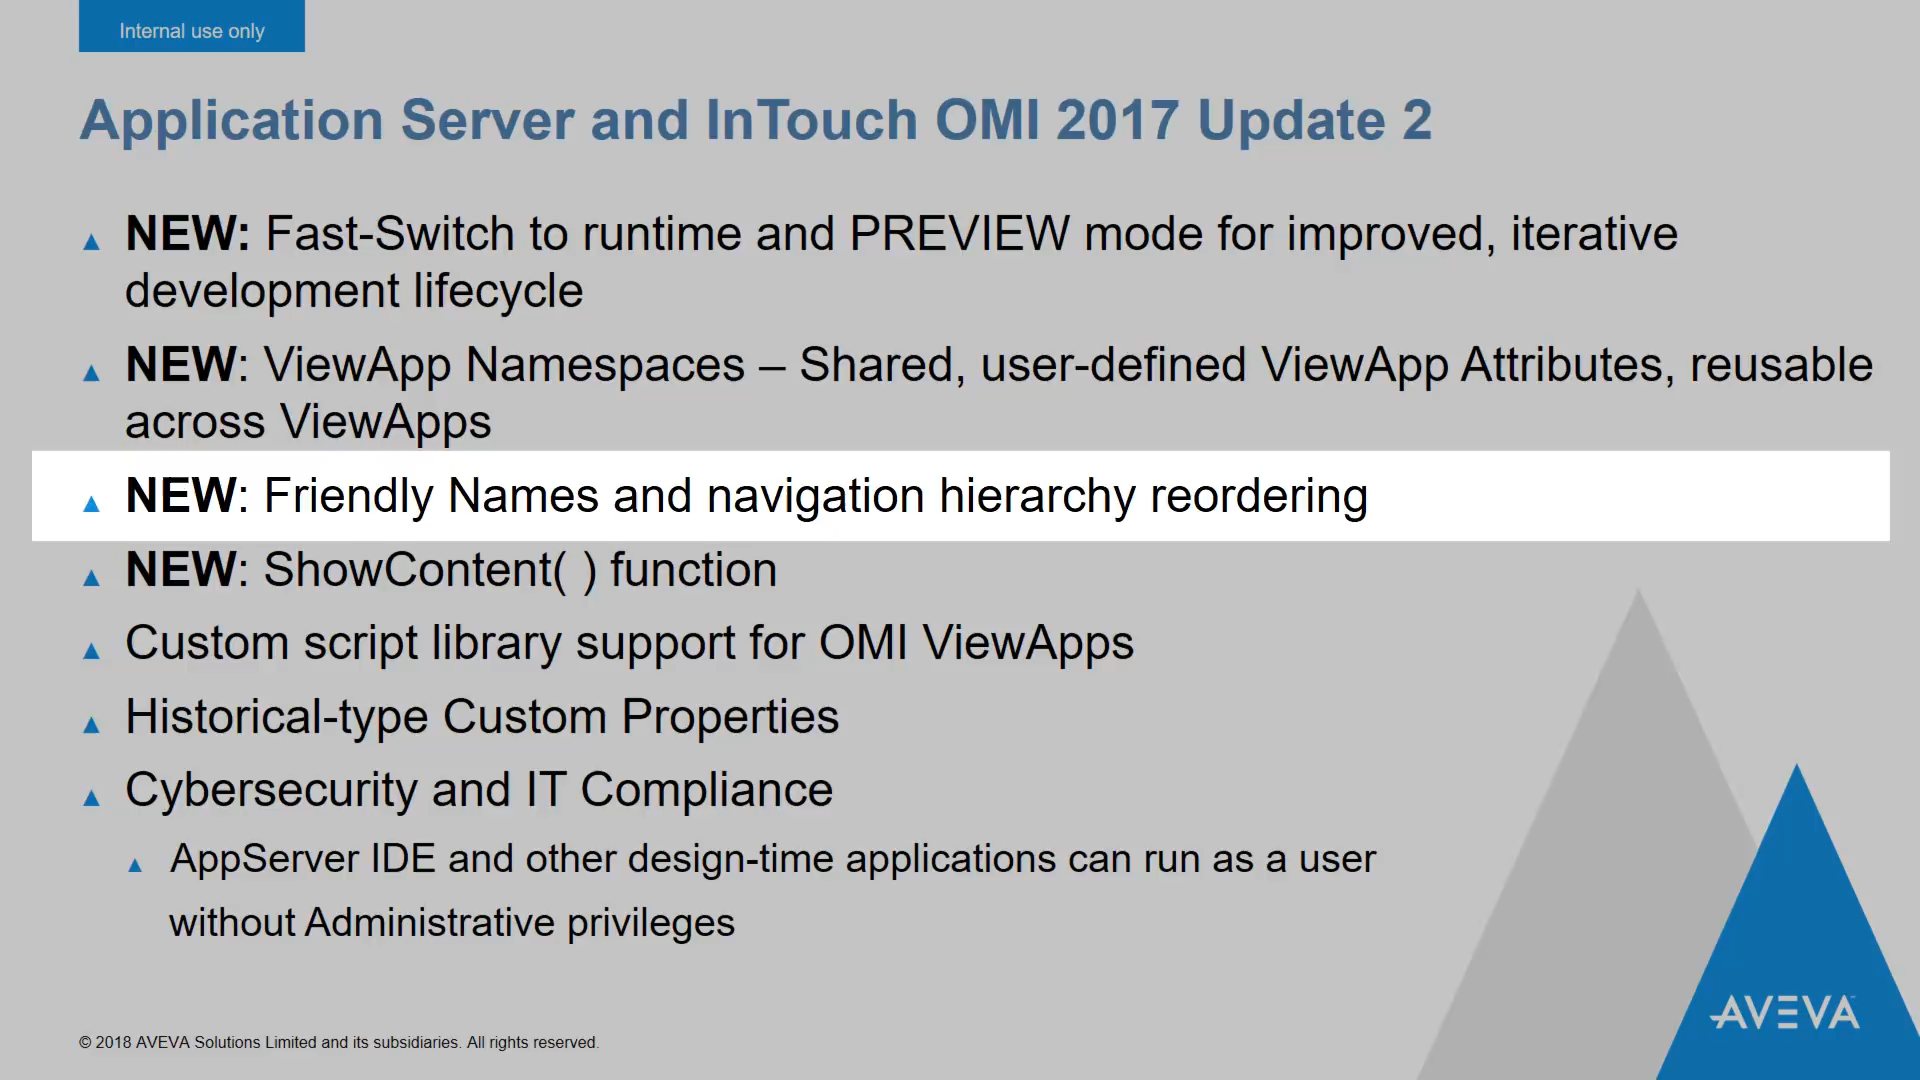 Internal use only
Application Server and InTouch OMI 2017 Update 2
NEW: Fast-Switch to runtime and PREVIEW mode for improved, iterative
development lifecycle
NEW: ViewApp Namespaces – Shared, user-defined ViewApp Attributes, reusable
across ViewApps
NEW: Friendly Names and navigation hierarchy reordering
NEW: ShowContent( ) function
Custom script library support for OMI ViewApps
Historical-type Custom Properties
Cybersecurity and IT Compliance
AppServer IDE and other design-time applications can run as a user
without Administrative privileges
© 2018 AVEVA Solutions Limited and its subsidiaries. All rights reserved.
AVEVA